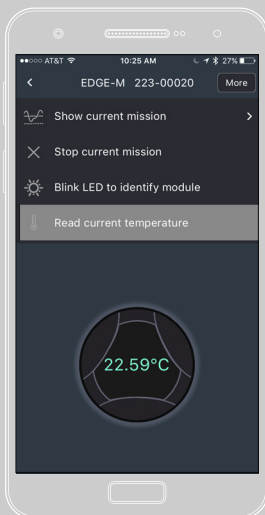 AT&T 10:25 AM 27%
EDGE-M 223-00020 More
Show current mission
Stop current mission
Blink LED to identify module
Read current temperature
22.59°C